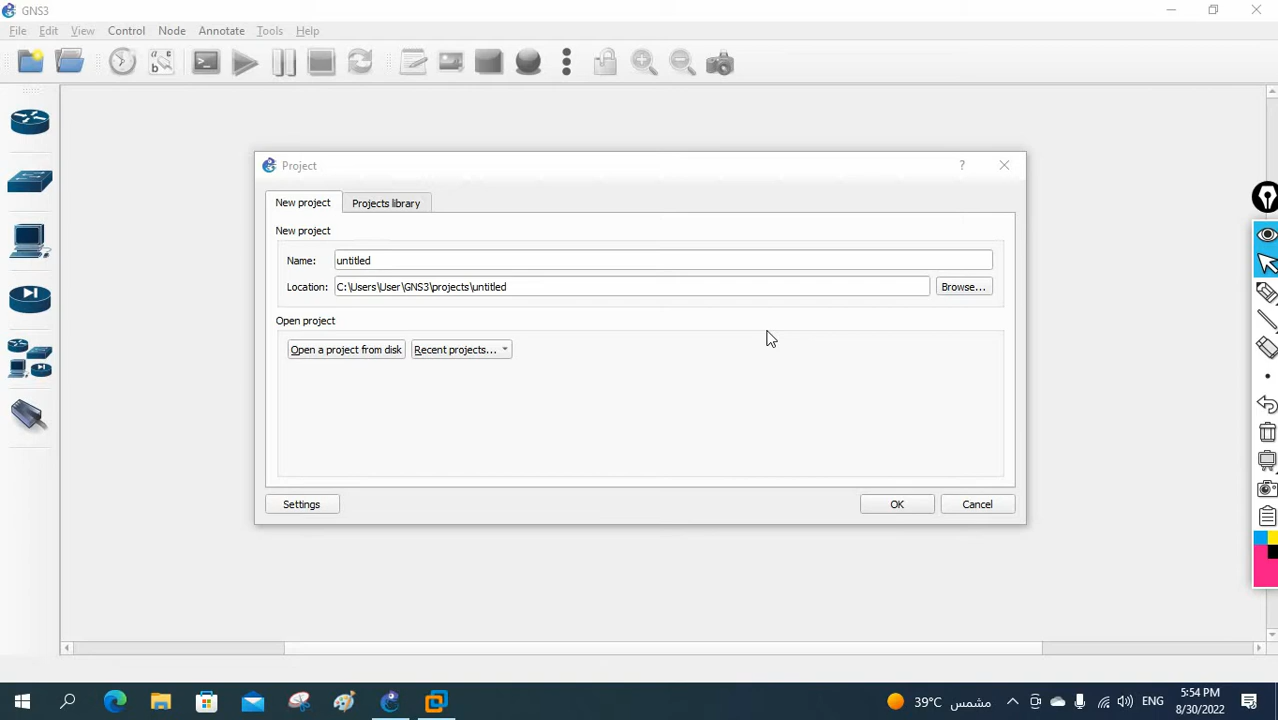 GNS3
File Edit View Control Node Annotate Tools Help
Project
?
New project Projects library
New project
Name: untitled
Location: C:\Users\User\GNS3\projects\untitled Browse...
Open project
Open a project from disk Recent projects...
Settings OK Cancel
39°C مشمس ENG 5:54 PM
8/30/2022